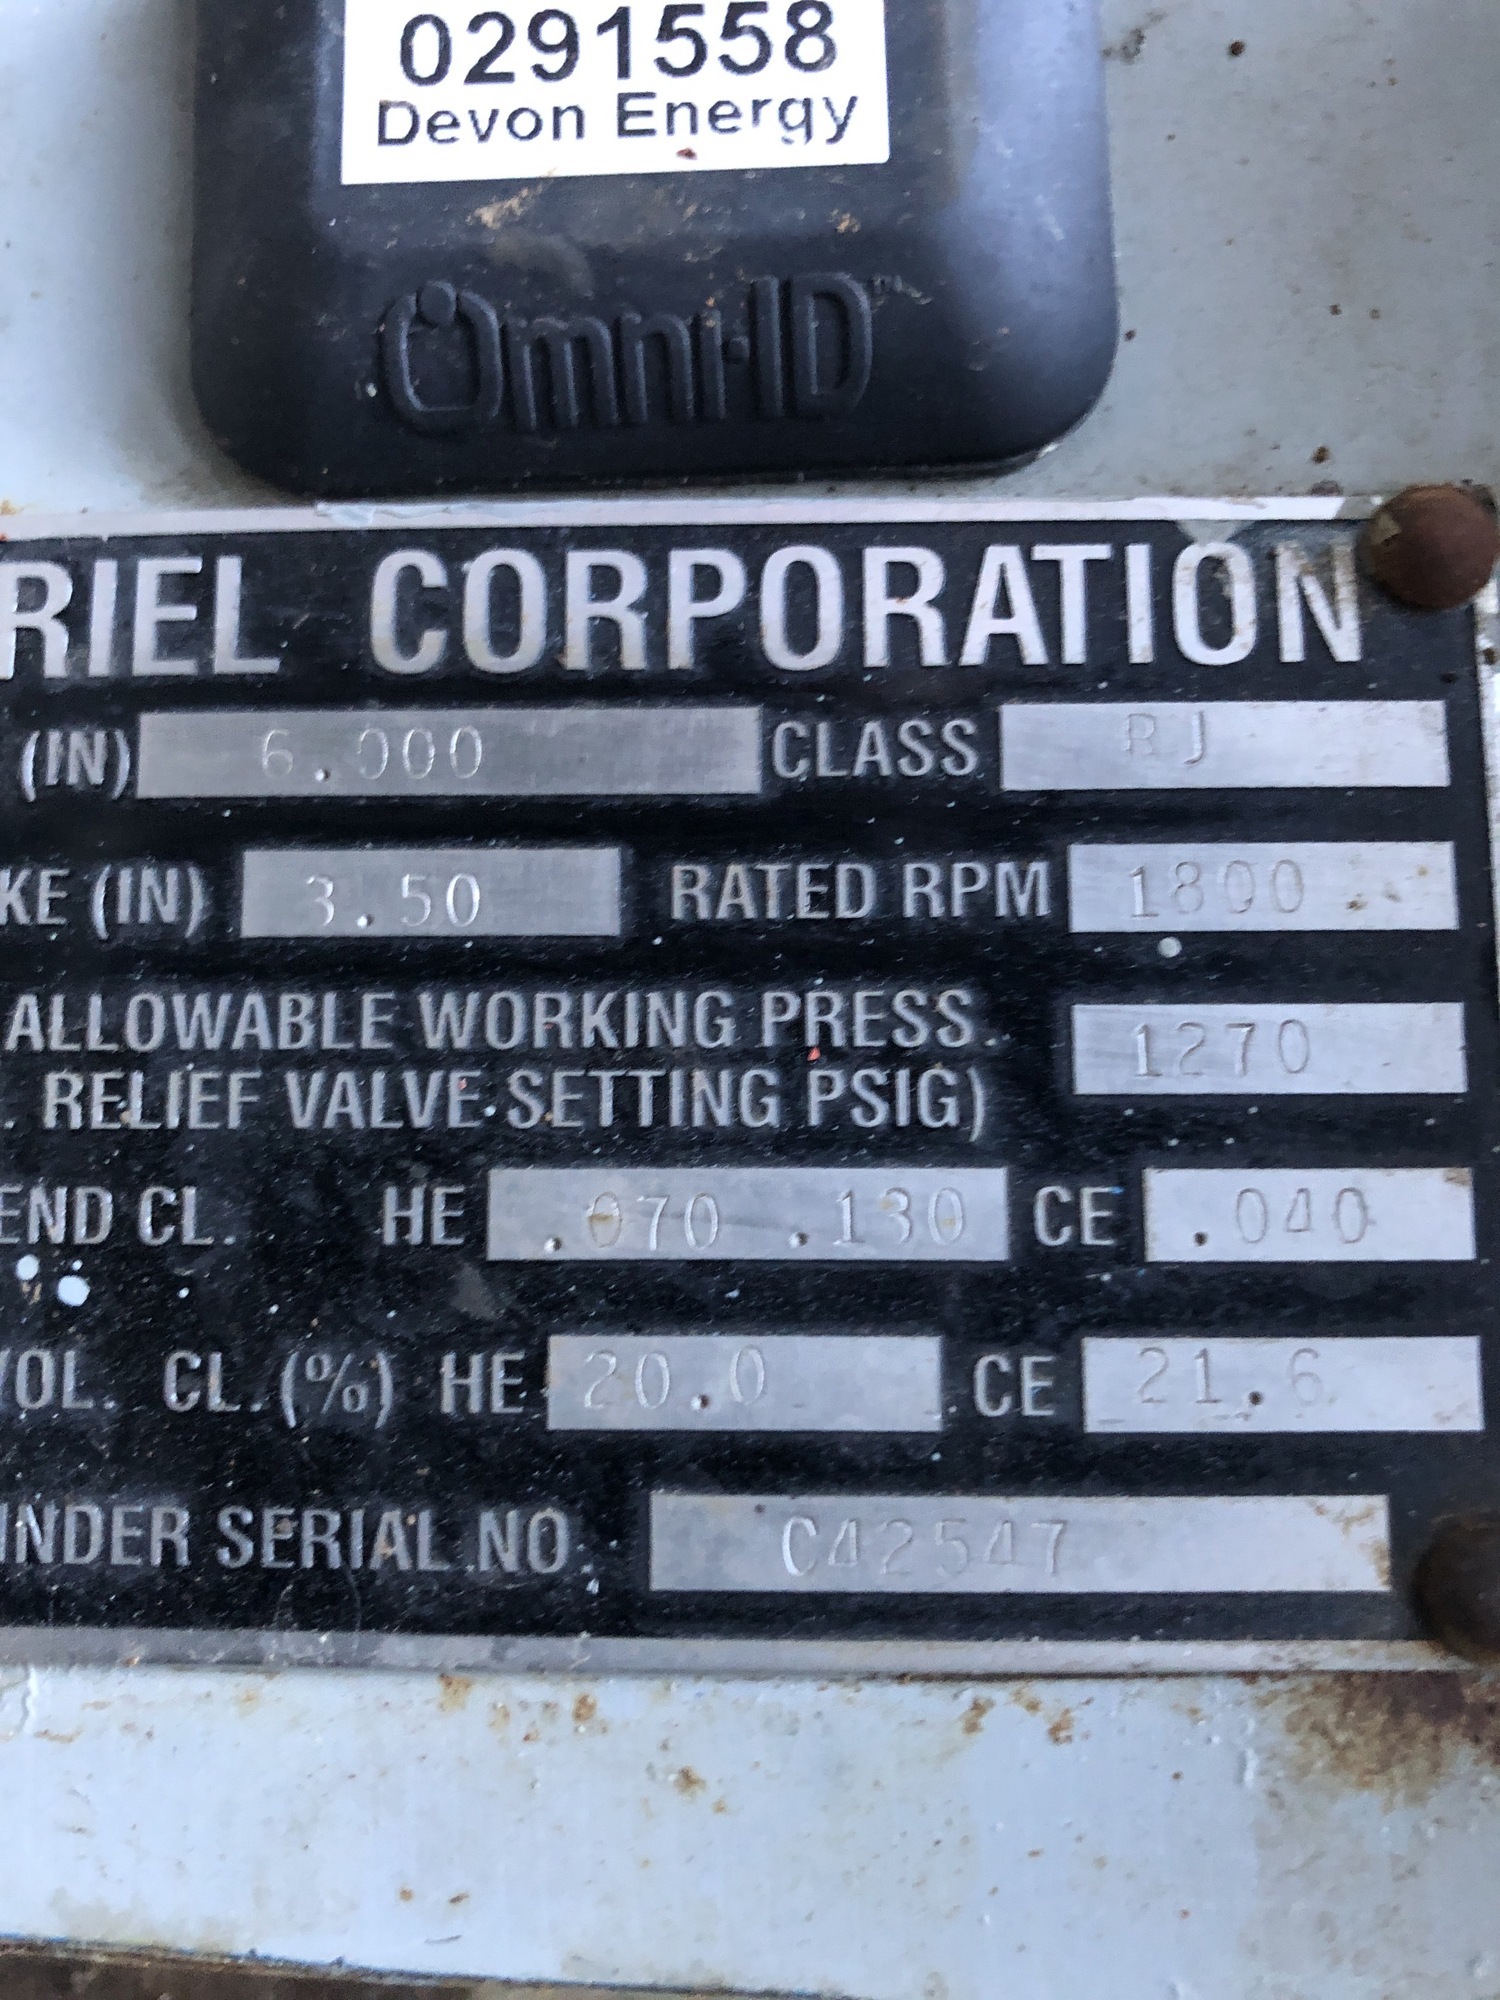 0291558
Devon Energy
Omni-ID™
RIEL CORPORATION
(IN) 6.000 CLASS RJ
KE (IN) 3.50 RATED RPM 1800
ALLOWABLE WORKING PRESS. 1270
. RELIEF VALVE SETTING PSIG)
END CL. HE .070 .130 CE .040
VOL. CL. (%) HE 20.0 CE 21.6
INDER SERIAL NO. C42547